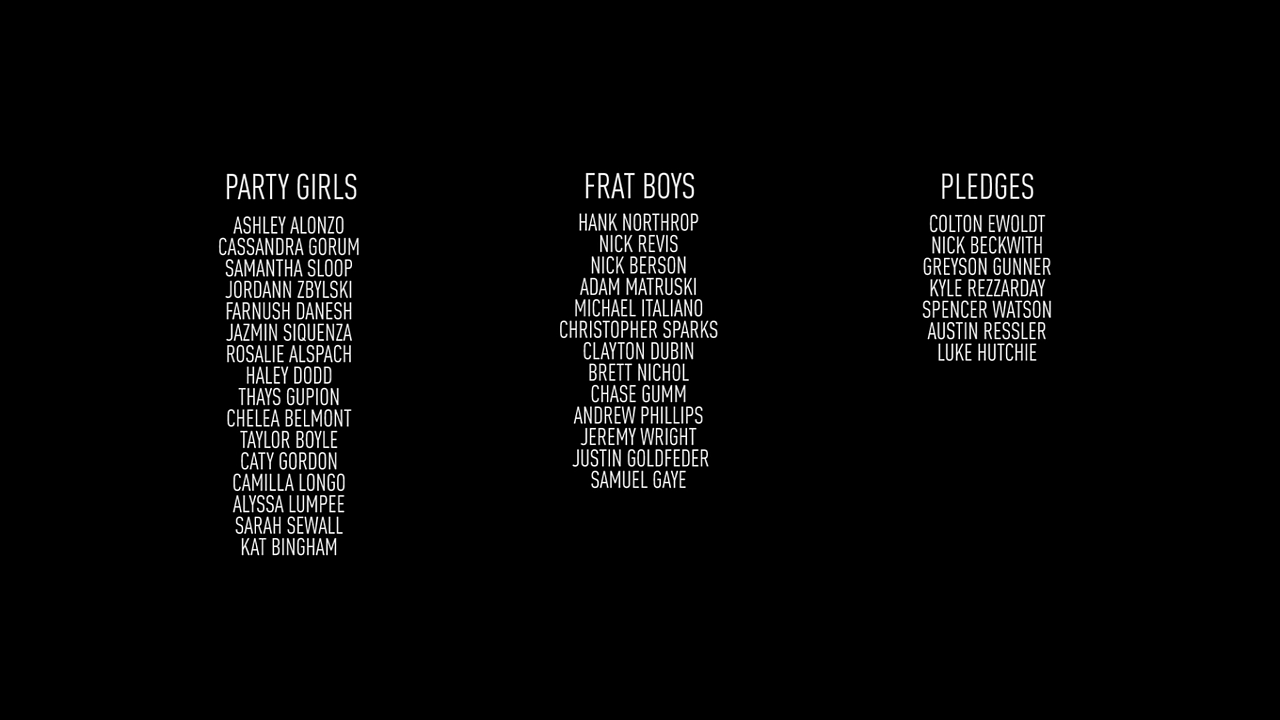 PARTY GIRLS
ASHLEY ALONZO
CASSANDRA GORUM
SAMANTHA SLOOP
JORDANN ZBYLSKI
FARNUSH DANESH
JAZMIN SIQUENZA
ROSALIE ALSPACH
HALEY DODD
THAYS GUPION
CHELEA BELMONT
TAYLOR BOYLE
CATY GORDON
CAMILLA LONGO
ALYSSA LUMPEE
SARAH SEWALL
KAT BINGHAM
FRAT BOYS
HANK NORTHROP
NICK REVIS
NICK BERSON
ADAM MATRUSKI
MICHAEL ITALIANO
CHRISTOPHER SPARKS
CLAYTON DUBIN
BRETT NICHOL
CHASE GUMM
ANDREW PHILLIPS
JEREMY WRIGHT
JUSTIN GOLDFEDER
SAMUEL GAYE
PLEDGES
COLTON EWOLDT
NICK BECKWITH
GREYSON GUNNER
KYLE REZZARDAY
SPENCER WATSON
AUSTIN RESSLER
LUKE HUTCHIE